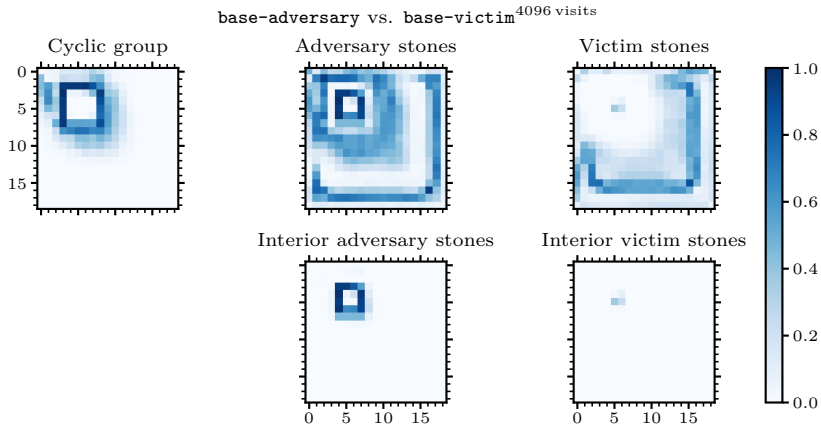 base-adversary vs. base-victim^4096 visits
Cyclic group
Adversary stones
Victim stones
0
5
10
15
1.0
0.8
0.6
0.4
0.2
0.0
Interior adversary stones
Interior victim stones
0 5 10 15
0 5 10 15